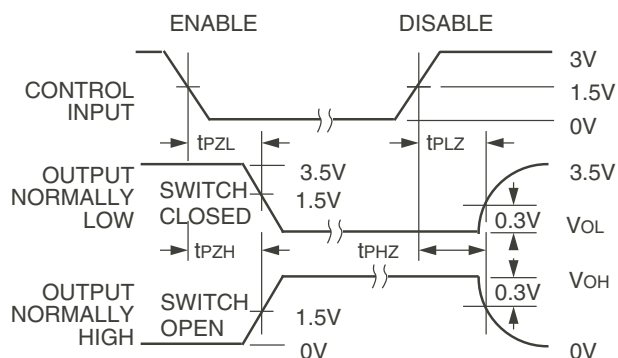 ENABLE DISABLE
CONTROL
INPUT
3V
1.5V
0V
tPZL tPLZ
OUTPUT
NORMALLY
LOW
SWITCH
CLOSED
3.5V
1.5V
3.5V
0.3V
VOL
tPZH tPHZ
OUTPUT
NORMALLY
HIGH
SWITCH
OPEN
1.5V
0V
VOH
0.3V
0V